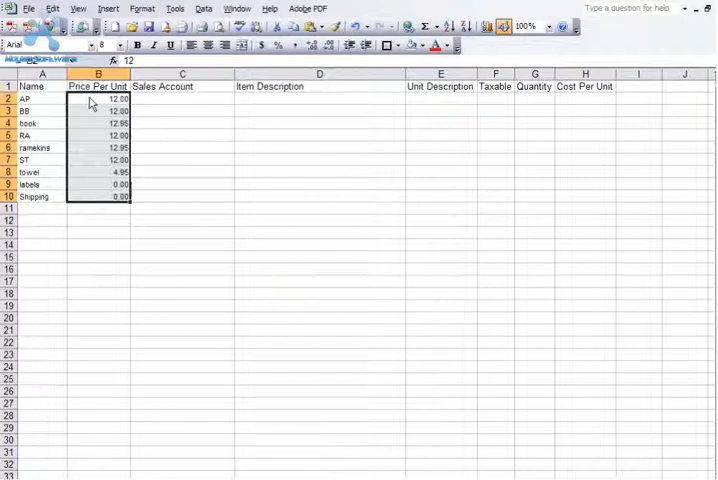 File Edit View Insert Format Tools Data Window Help Adobe PDF Type a question for help
100%
Arial 8 B I U $ % ,
fx 12
A B C D E F G H I J
1 Name Price Per Unit Sales Account Item Description Unit Description Taxable Quantity Cost Per Unit
2 AP 12.00
3 BB 12.00
4 book 12.95
5 RA 12.00
6 ramekins 12.95
7 ST 12.00
8 towel 4.95
9 labels 0.00
10 Shipping 0.00
11
12
13
14
15
16
17
18
19
20
21
22
23
24
25
26
27
28
29
30
31
32
33